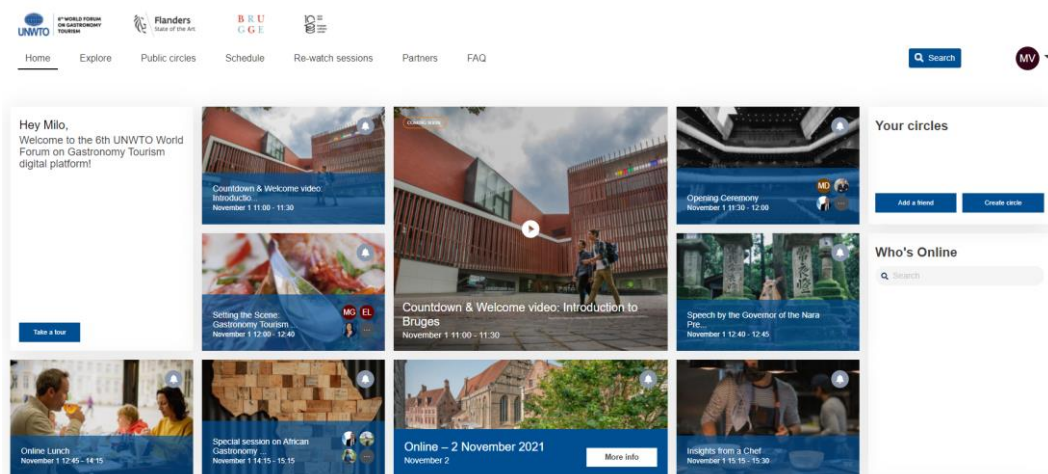 UNWTO
6TH WORLD FORUM
ON GASTRONOMY
TOURISM
Flanders
State of the Art
BRU
GGE
Home
Explore
Public circles
Schedule
Re-watch sessions
Partners
FAQ
Search
MV
Hey Milo,
Welcome to the 6th UNWTO World
Forum on Gastronomy Tourism
digital platform!
Take a tour
Countdown & Welcome video:
Introductio...
November 1 11:00 - 11:30
Setting the Scene:
Gastronomy Tourism...
November 1 12:00 - 12:40
MG
EL
COMING SOON
Countdown & Welcome video: Introduction to
Bruges
November 1 11:00 - 11:30
Opening Ceremony
November 1 11:30 - 12:00
MD
Speech by the Governor of the Nara
Pre...
November 1 12:40 - 12:45
Your circles
Add a friend
Create circle
Who's Online
Search
Online Lunch
November 1 12:45 - 14:15
Special session on African
Gastronomy ...
November 1 14:15 - 15:15
Online – 2 November 2021
November 2
More info
Insights from a Chef
November 1 15:15 - 15:30